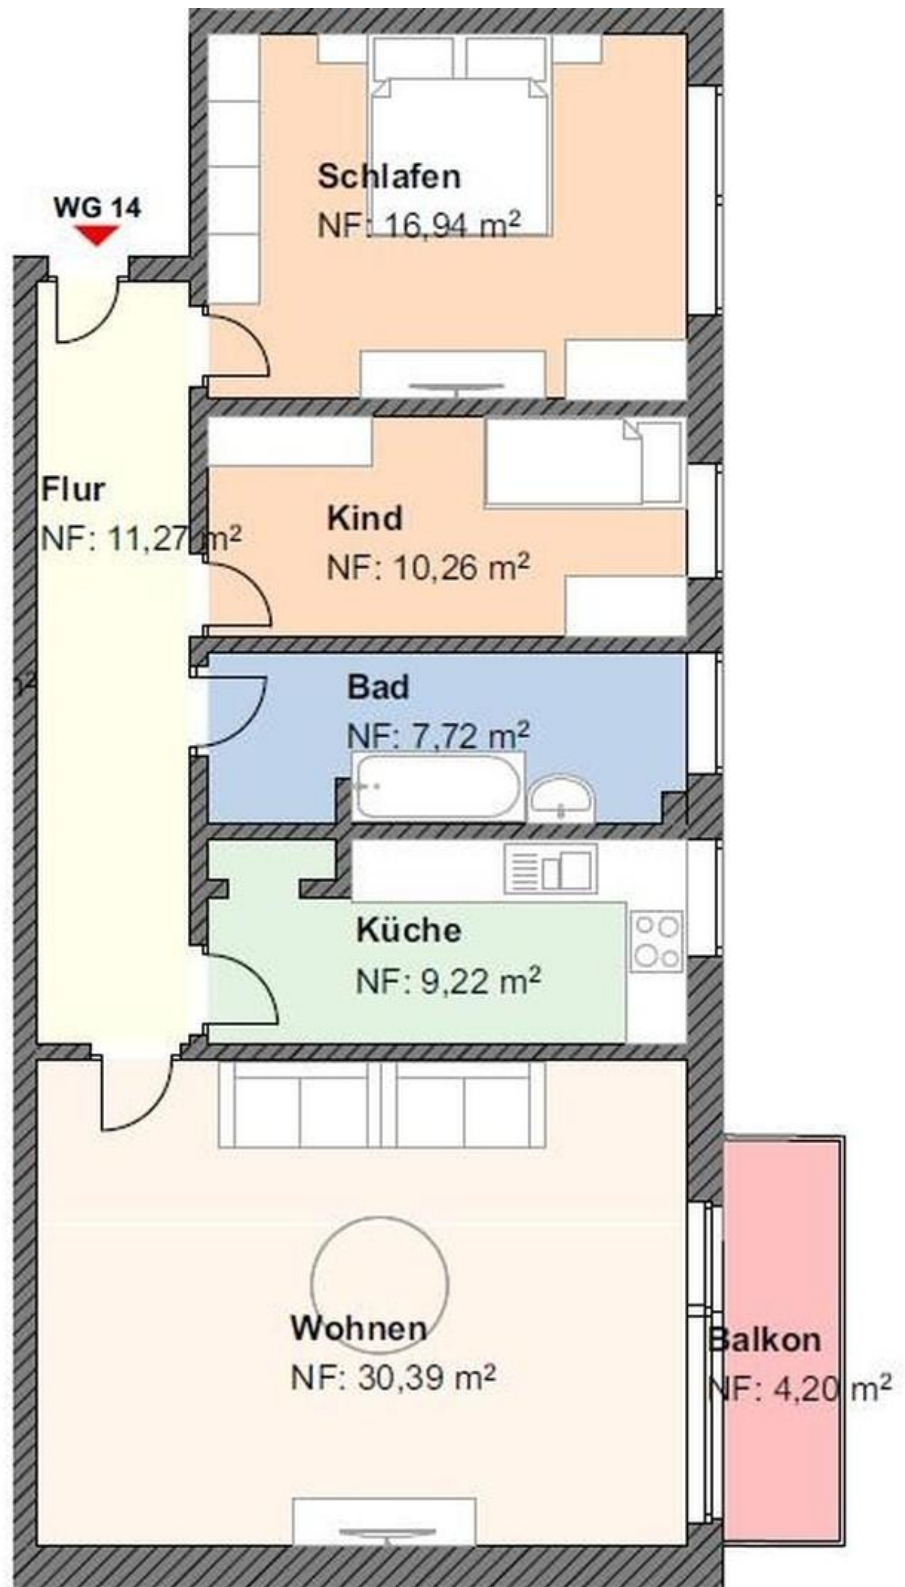 WG 14
Schlafen
NF: 16,94 m²
Flur
NF: 11,27 m²
Kind
NF: 10,26 m²
Bad
NF: 7,72 m²
Küche
NF: 9,22 m²
Wohnen
NF: 30,39 m²
Balkon
NF: 4,20 m²